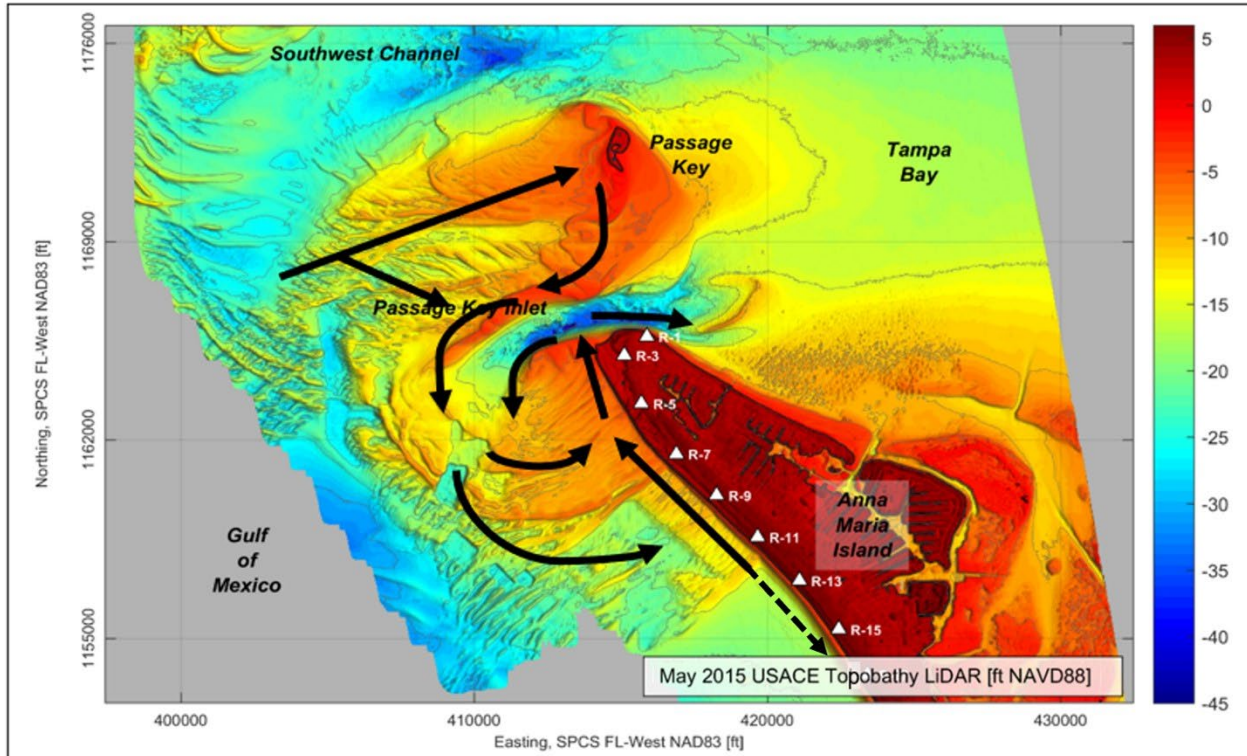 Southwest Channel
Passage
Key
Tampa
Bay
Passage Key Inlet
R-1
R-3
R-5
R-7
R-9
R-11
R-13
R-15
Anna
Maria
Island
Gulf
of
Mexico
May 2015 USACE Topobathy LiDAR [ft NAVD88]
Northing, SPCS FL-West NAD83 [ft]
1176000
1169000
1162000
1155000
400000
410000
420000
430000
Easting, SPCS FL-West NAD83 [ft]
5
0
-5
-10
-15
-20
-25
-30
-35
-40
-45